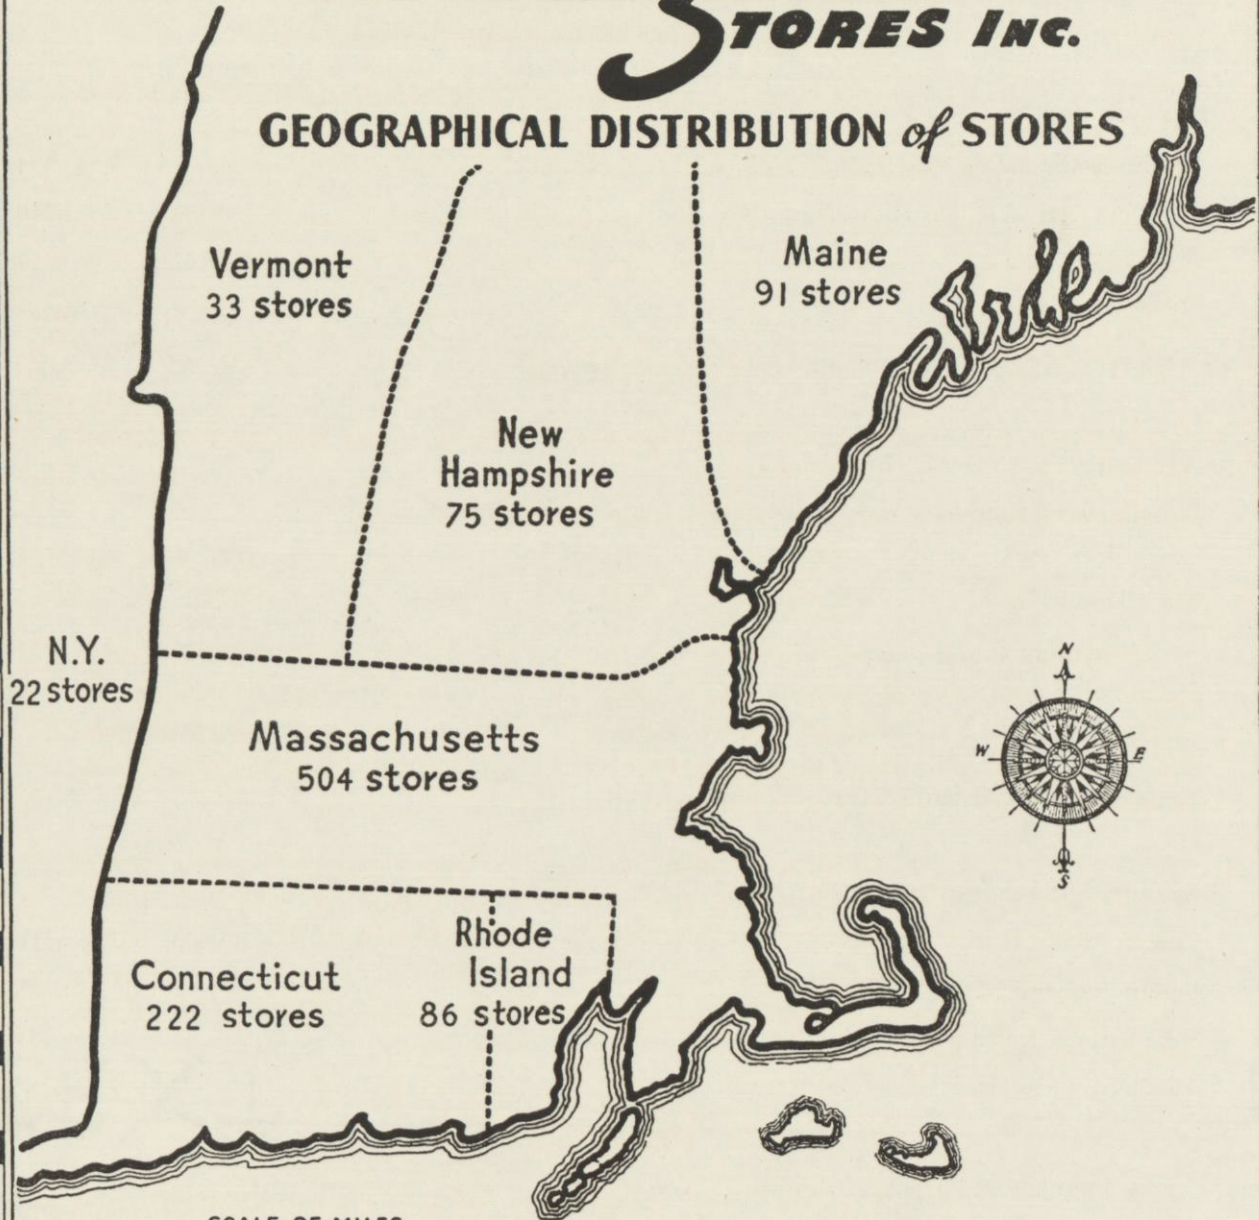 STORES INC.
GEOGRAPHICAL DISTRIBUTION of STORES
Vermont
33 stores
Maine
91 stores
New
Hampshire
75 stores
N.Y.
22 stores
Massachusetts
504 stores
N
W
E
S
Connecticut
222 stores
Rhode
Island
86 stores
SCALE OF MILES